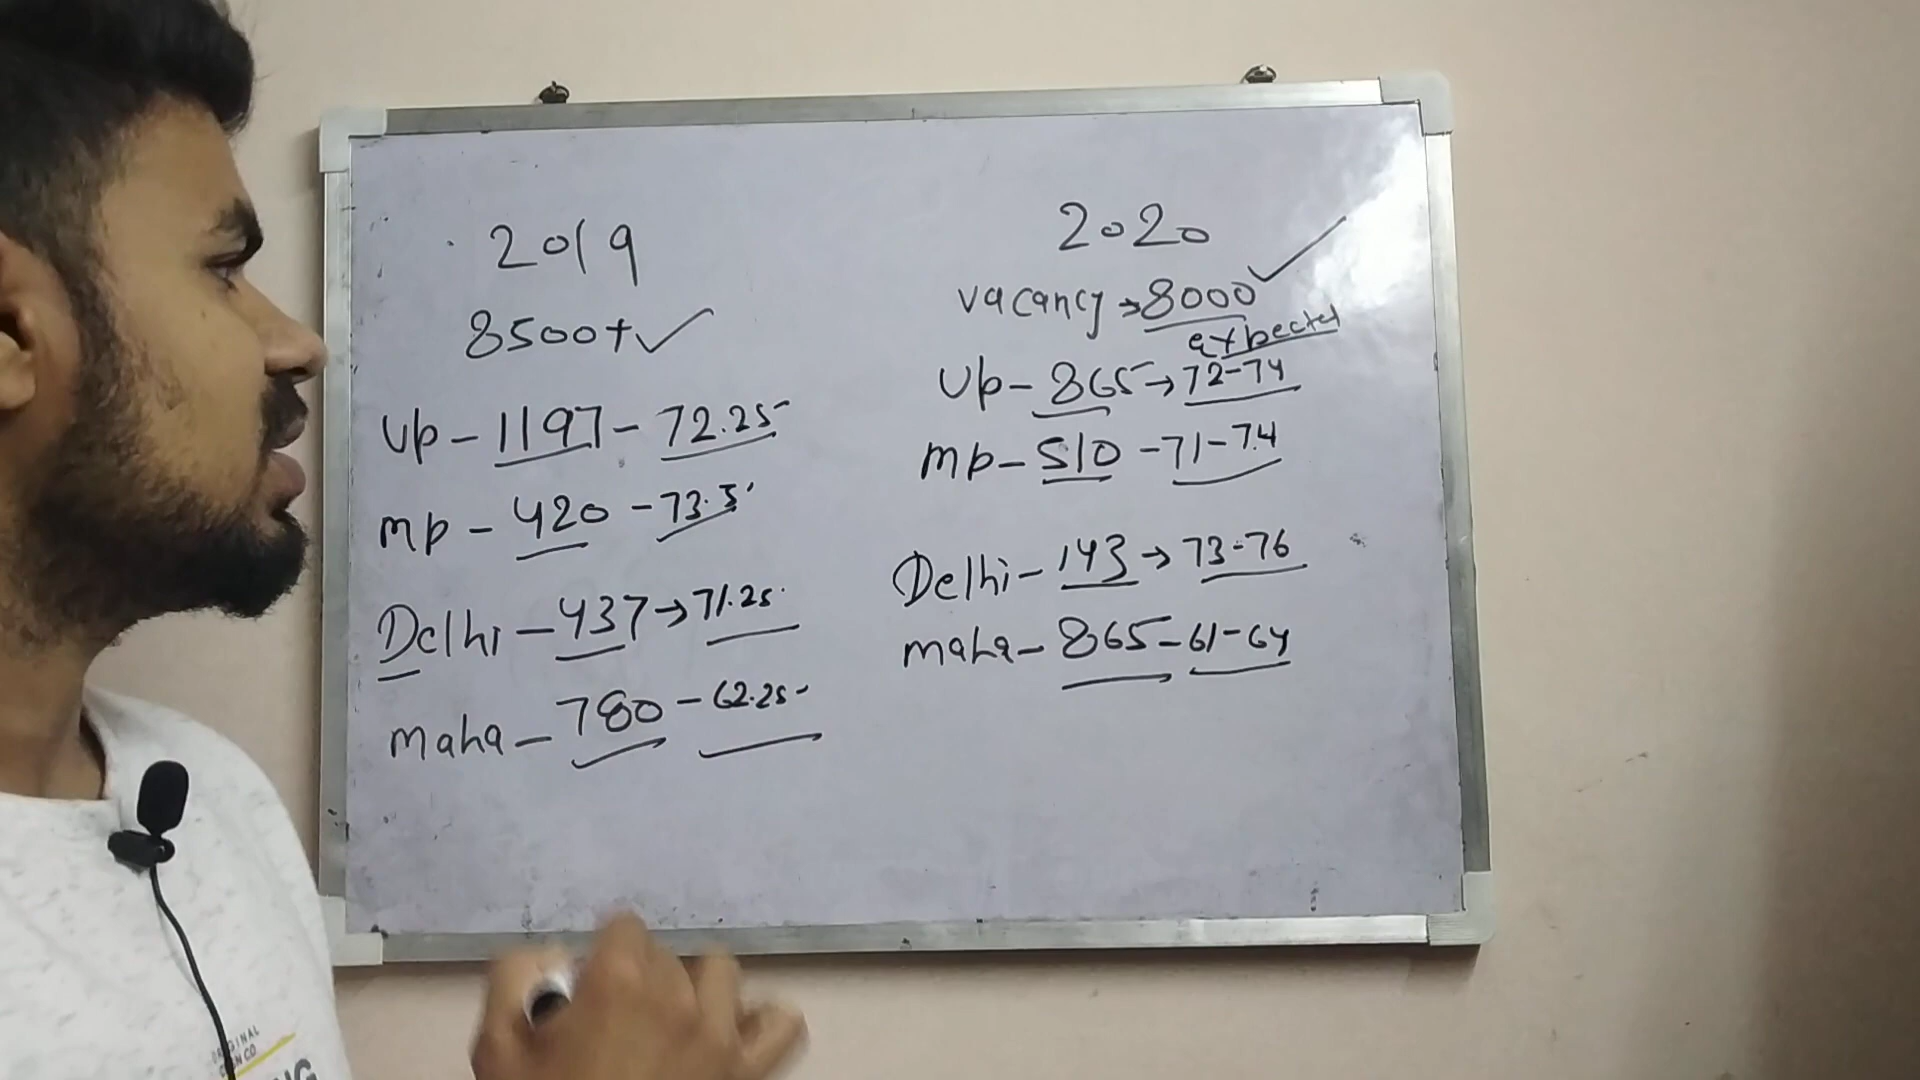 2019
8500+
Up - 1197 - 72.25
mp - 420 - 73.5
Delhi - 437 → 71.25
maha - 780 - 62.25
2020
vacancy → 8000
expected
Up - 865 → 72-74
mp - 510 - 71-74
Delhi - 143 → 73-76
maha - 865 - 61-64
ORIGINAL